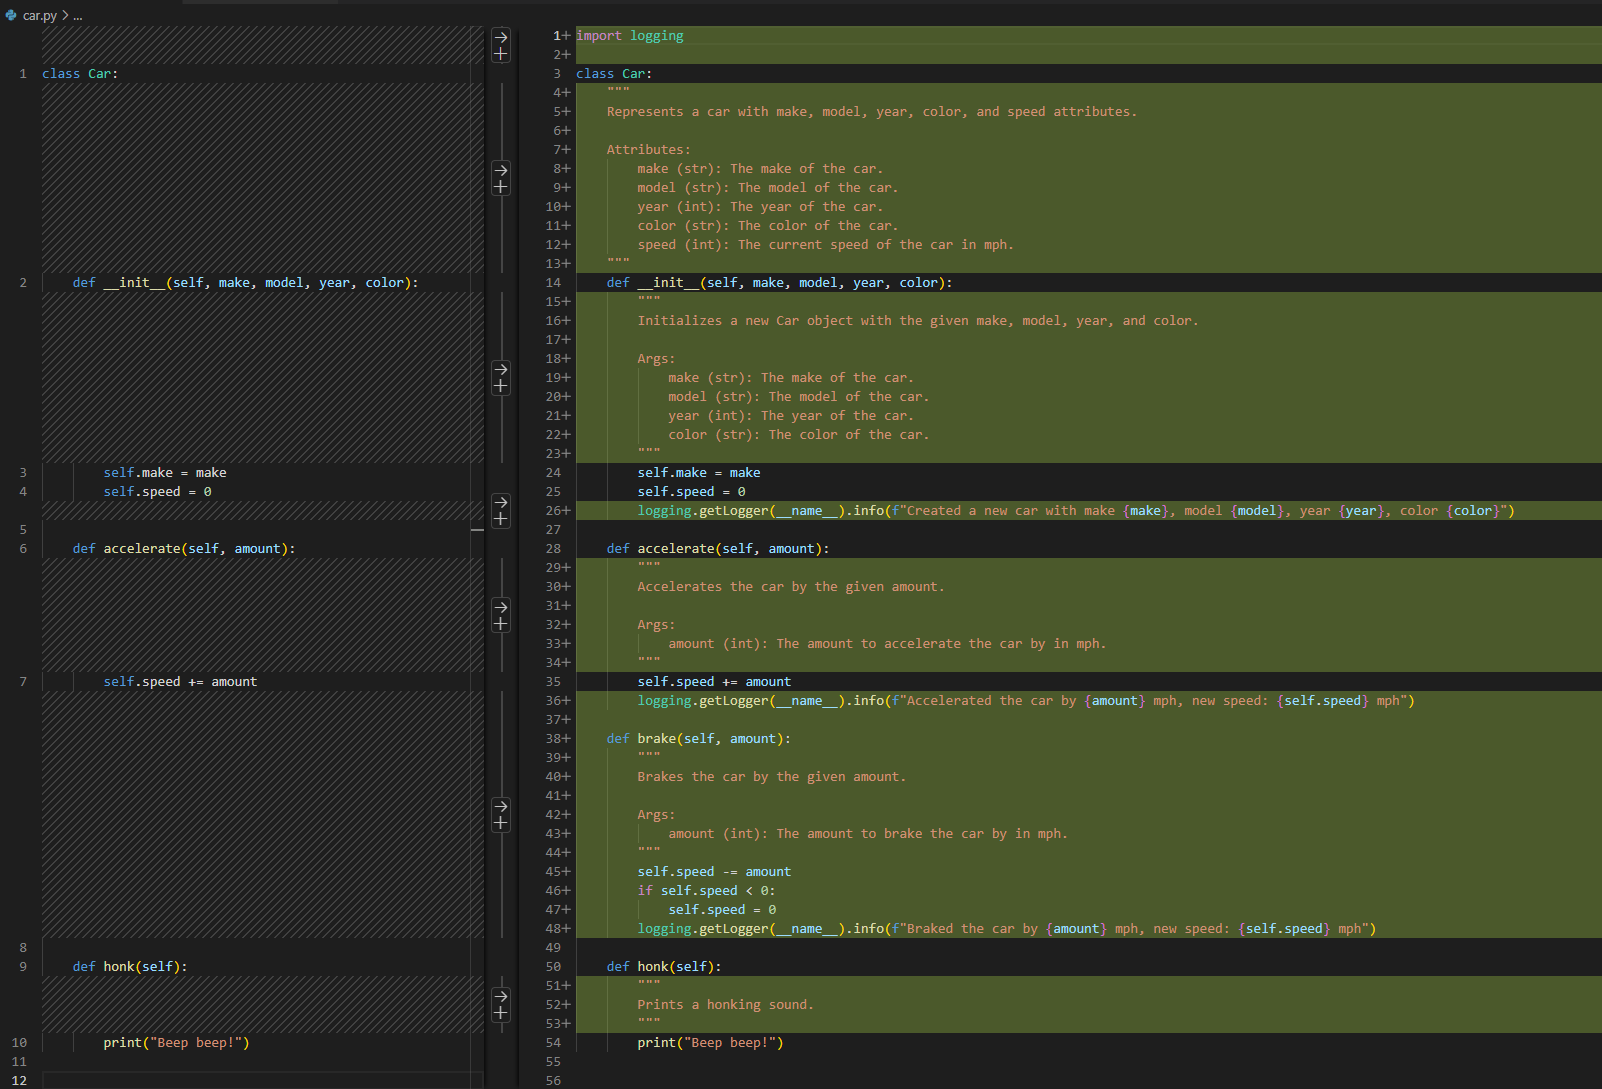 car.py > ...
1 class Car:
2     def __init__(self, make, model, year, color):
3         self.make = make
4         self.speed = 0
5
6     def accelerate(self, amount):
7         self.speed += amount
8
9     def honk(self):
10         print("Beep beep!")
11
12
1+ import logging
2+
3 class Car:
4+     """
5+     Represents a car with make, model, year, color, and speed attributes.
6+
7+     Attributes:
8+         make (str): The make of the car.
9+         model (str): The model of the car.
10+         year (int): The year of the car.
11+         color (str): The color of the car.
12+         speed (int): The current speed of the car in mph.
13+     """
14     def __init__(self, make, model, year, color):
15+         """
16+         Initializes a new Car object with the given make, model, year, and color.
17+
18+         Args:
19+             make (str): The make of the car.
20+             model (str): The model of the car.
21+             year (int): The year of the car.
22+             color (str): The color of the car.
23+         """
24         self.make = make
25         self.speed = 0
26+         logging.getLogger(__name__).info(f"Created a new car with make {make}, model {model}, year {year}, color {color}")
27
28     def accelerate(self, amount):
29+         """
30+         Accelerates the car by the given amount.
31+
32+         Args:
33+             amount (int): The amount to accelerate the car by in mph.
34+         """
35         self.speed += amount
36+         logging.getLogger(__name__).info(f"Accelerated the car by {amount} mph, new speed: {self.speed} mph")
37+
38+     def brake(self, amount):
39+         """
40+         Brakes the car by the given amount.
41+
42+         Args:
43+             amount (int): The amount to brake the car by in mph.
44+         """
45+         self.speed -= amount
46+         if self.speed < 0:
47+             self.speed = 0
48+         logging.getLogger(__name__).info(f"Braked the car by {amount} mph, new speed: {self.speed} mph")
49
50     def honk(self):
51+         """
52+         Prints a honking sound.
53+         """
54         print("Beep beep!")
55
56